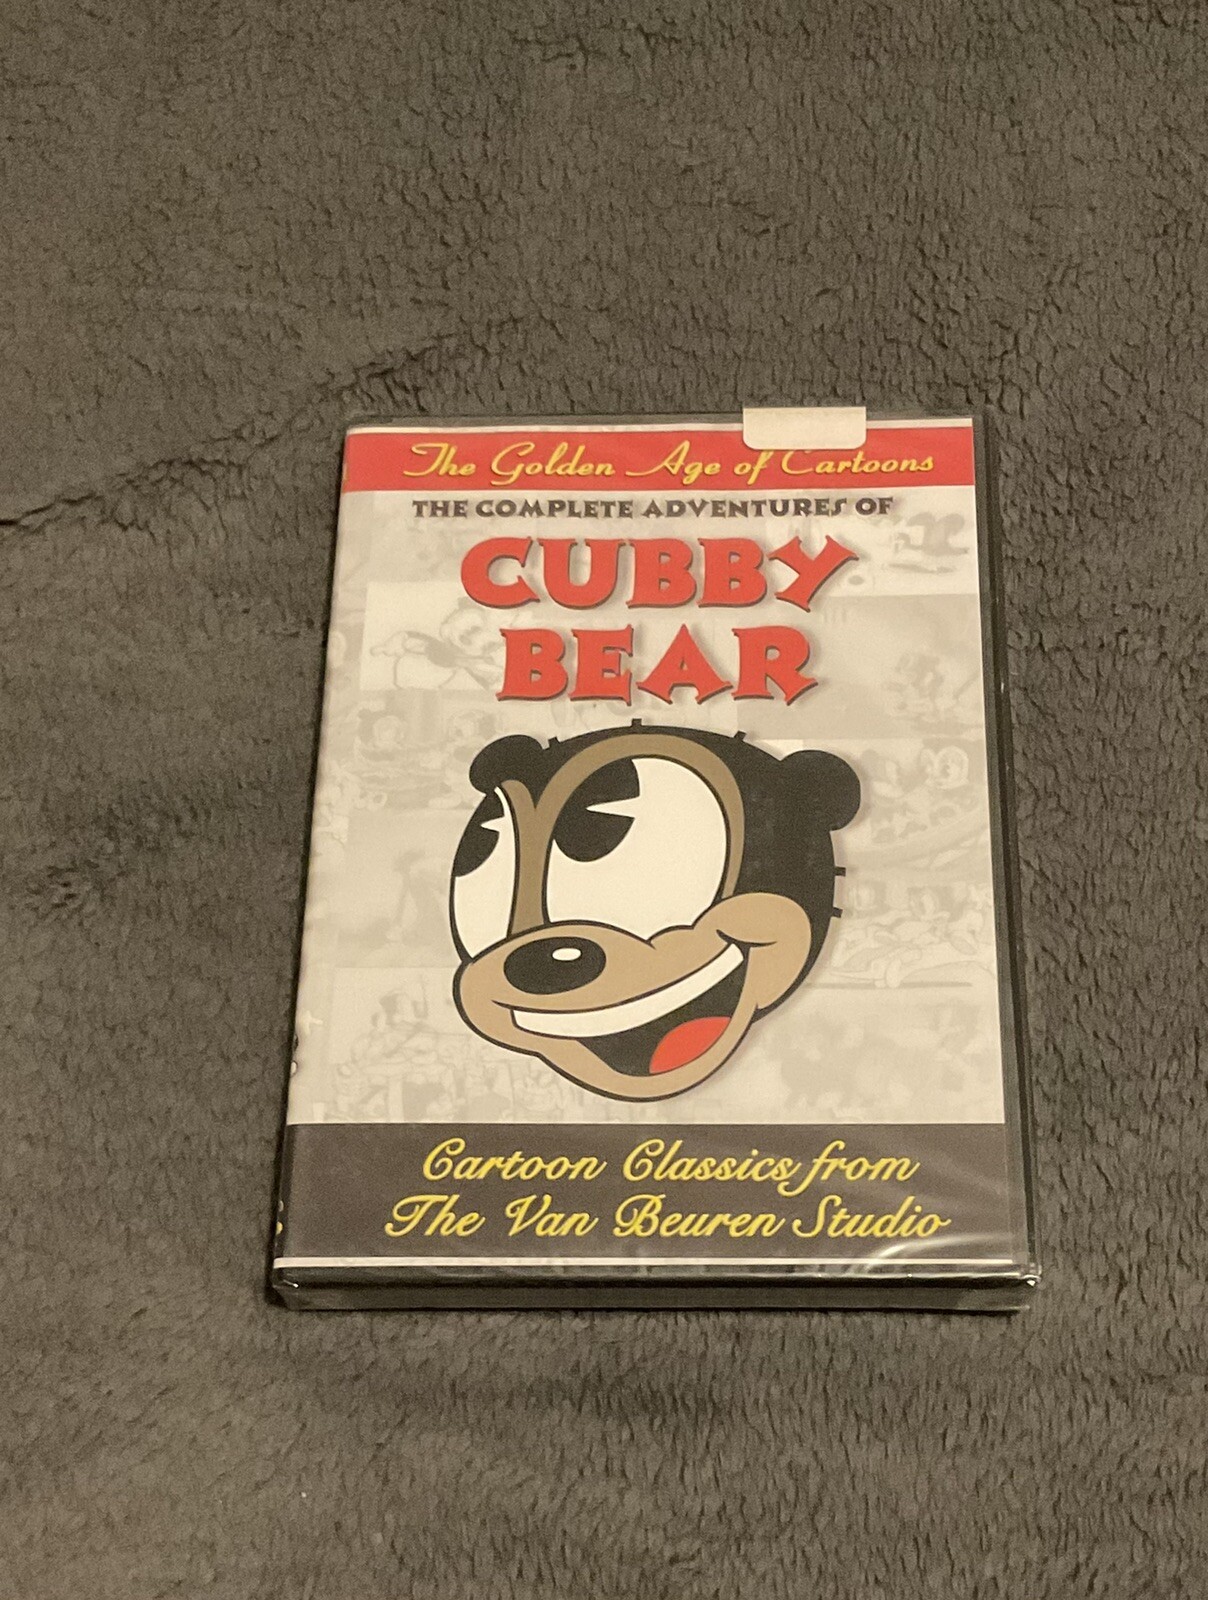 The Golden Age of Cartoons
THE COMPLETE ADVENTURES OF
CUBBY
BEAR
Cartoon Classics from
The Van Beuren Studio